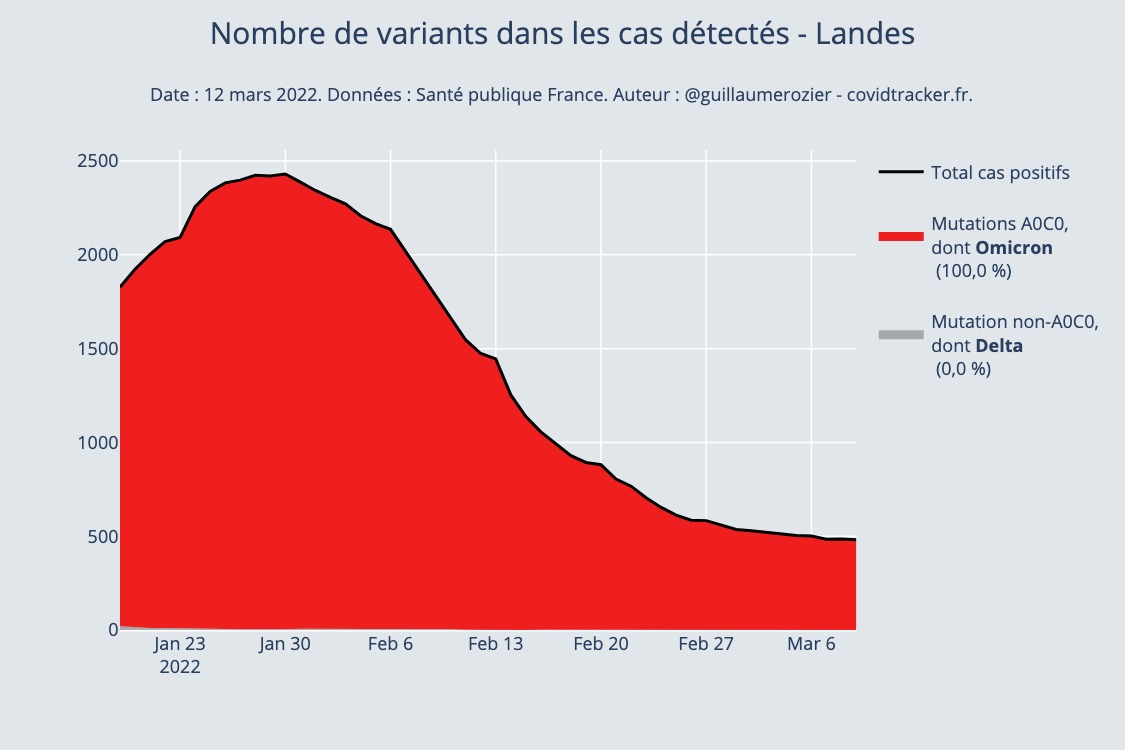 Nombre de variants dans les cas détectés - Landes
Date : 12 mars 2022. Données : Santé publique France. Auteur : @guillaumerozier - covidtracker.fr.
2500
2000
1500
1000
500
0
Jan 23
2022
Jan 30
Feb 6
Feb 13
Feb 20
Feb 27
Mar 6
Total cas positifs
Mutations A0C0,
dont Omicron
(100,0 %)
Mutation non-A0C0,
dont Delta
(0,0 %)